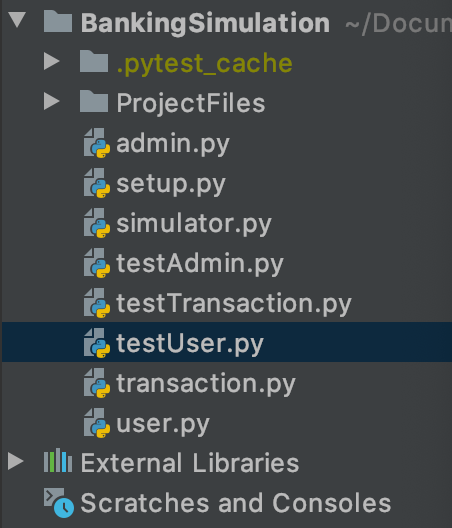 BankingSimulation ~/Docum
.pytest_cache
ProjectFiles
admin.py
setup.py
simulator.py
testAdmin.py
testTransaction.py
testUser.py
transaction.py
user.py
External Libraries
Scratches and Consoles